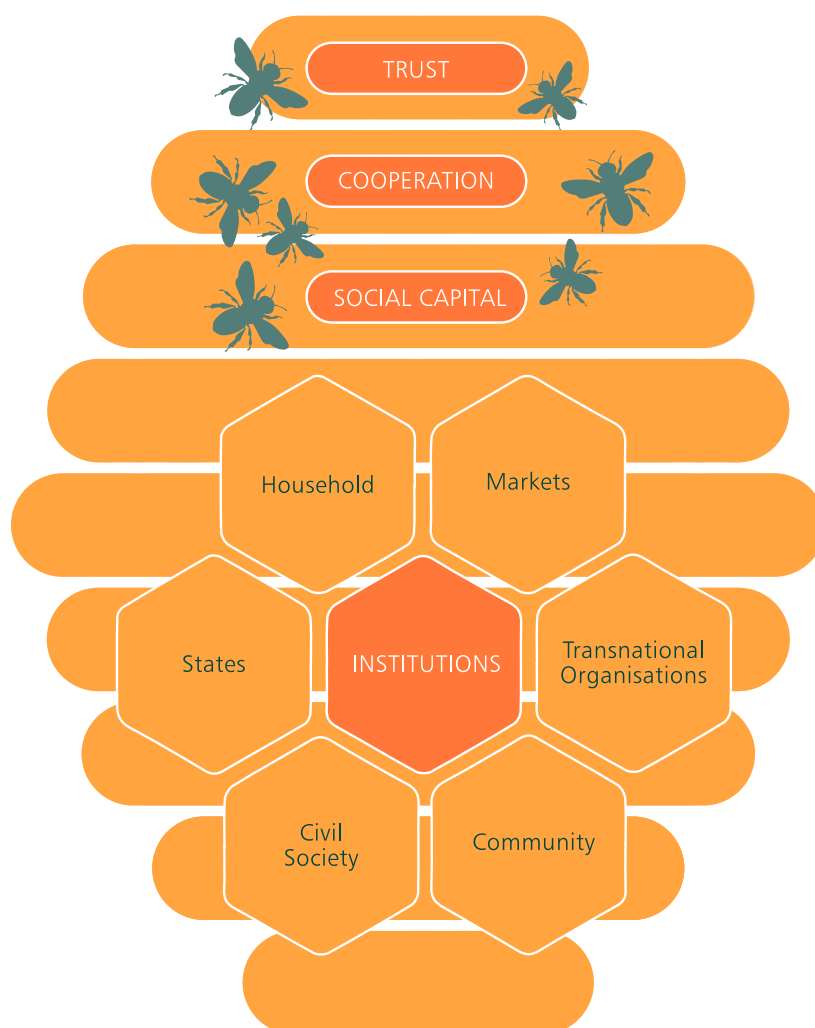 TRUST
COOPERATION
SOCIAL CAPITAL
Household
Markets
States
INSTITUTIONS
Transnational
Organisations
Civil
Society
Community